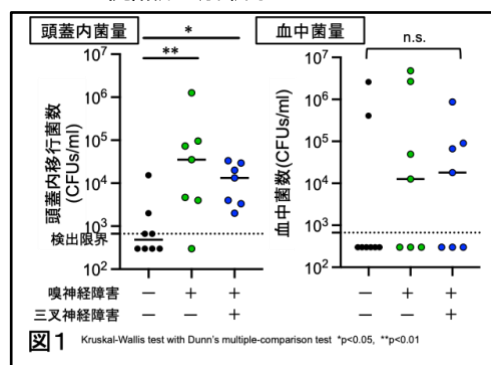 頭蓋内菌量
血中菌量
*
**
n.s.
頭蓋内移行菌数
(CFUs/ml)
10⁷
10⁶
10⁵
10⁴
10³
検出限界
10²
血中菌数(CFUs/ml)
10⁷
10⁶
10⁵
10⁴
10³
10²
嗅神経障害 − + + − + +
三叉神経障害 − − + − − +
図1 Kruskal-Wallis test with Dunn's multiple-comparison test *p<0.05, **p<0.01